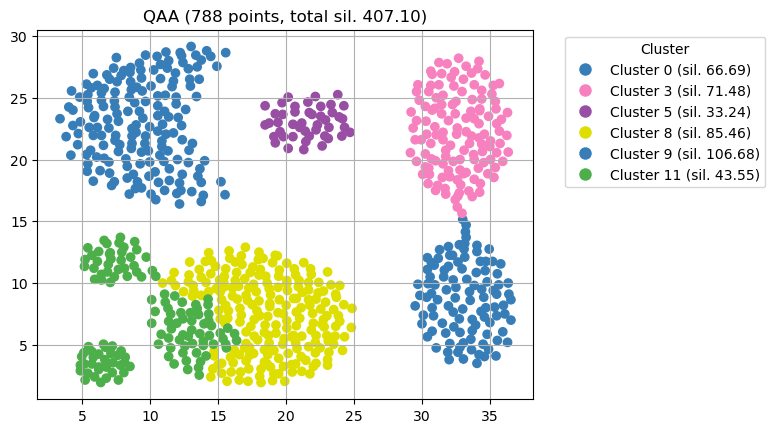 QAA (788 points, total sil. 407.10)
30
25
20
15
10
5
5
10
15
20
25
30
35
Cluster
Cluster 0 (sil. 66.69)
Cluster 3 (sil. 71.48)
Cluster 5 (sil. 33.24)
Cluster 8 (sil. 85.46)
Cluster 9 (sil. 106.68)
Cluster 11 (sil. 43.55)